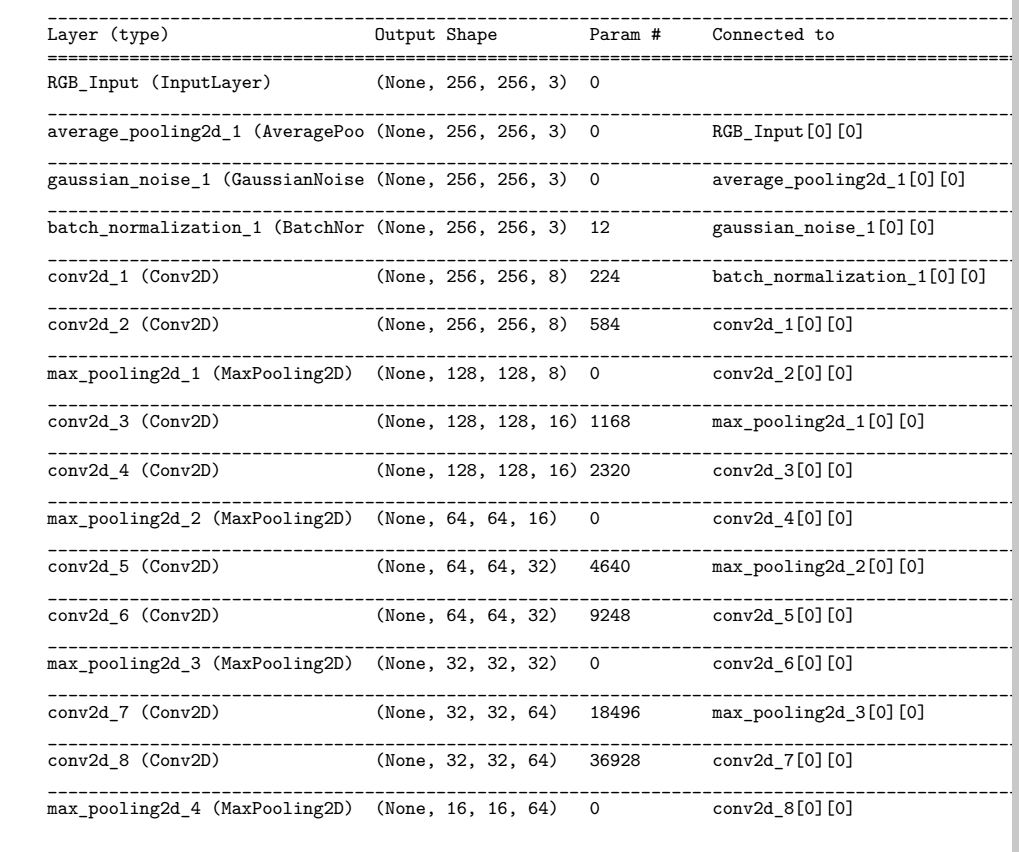 Layer (type) Output Shape Param # Connected to
RGB_Input (InputLayer) (None, 256, 256, 3) 0
average_pooling2d_1 (AveragePoo (None, 256, 256, 3) 0 RGB_Input[0][0]
gaussian_noise_1 (GaussianNoise (None, 256, 256, 3) 0 average_pooling2d_1[0][0]
batch_normalization_1 (BatchNor (None, 256, 256, 3) 12 gaussian_noise_1[0][0]
conv2d_1 (Conv2D) (None, 256, 256, 8) 224 batch_normalization_1[0][0]
conv2d_2 (Conv2D) (None, 256, 256, 8) 584 conv2d_1[0][0]
max_pooling2d_1 (MaxPooling2D) (None, 128, 128, 8) 0 conv2d_2[0][0]
conv2d_3 (Conv2D) (None, 128, 128, 16) 1168 max_pooling2d_1[0][0]
conv2d_4 (Conv2D) (None, 128, 128, 16) 2320 conv2d_3[0][0]
max_pooling2d_2 (MaxPooling2D) (None, 64, 64, 16) 0 conv2d_4[0][0]
conv2d_5 (Conv2D) (None, 64, 64, 32) 4640 max_pooling2d_2[0][0]
conv2d_6 (Conv2D) (None, 64, 64, 32) 9248 conv2d_5[0][0]
max_pooling2d_3 (MaxPooling2D) (None, 32, 32, 32) 0 conv2d_6[0][0]
conv2d_7 (Conv2D) (None, 32, 32, 64) 18496 max_pooling2d_3[0][0]
conv2d_8 (Conv2D) (None, 32, 32, 64) 36928 conv2d_7[0][0]
max_pooling2d_4 (MaxPooling2D) (None, 16, 16, 64) 0 conv2d_8[0][0]